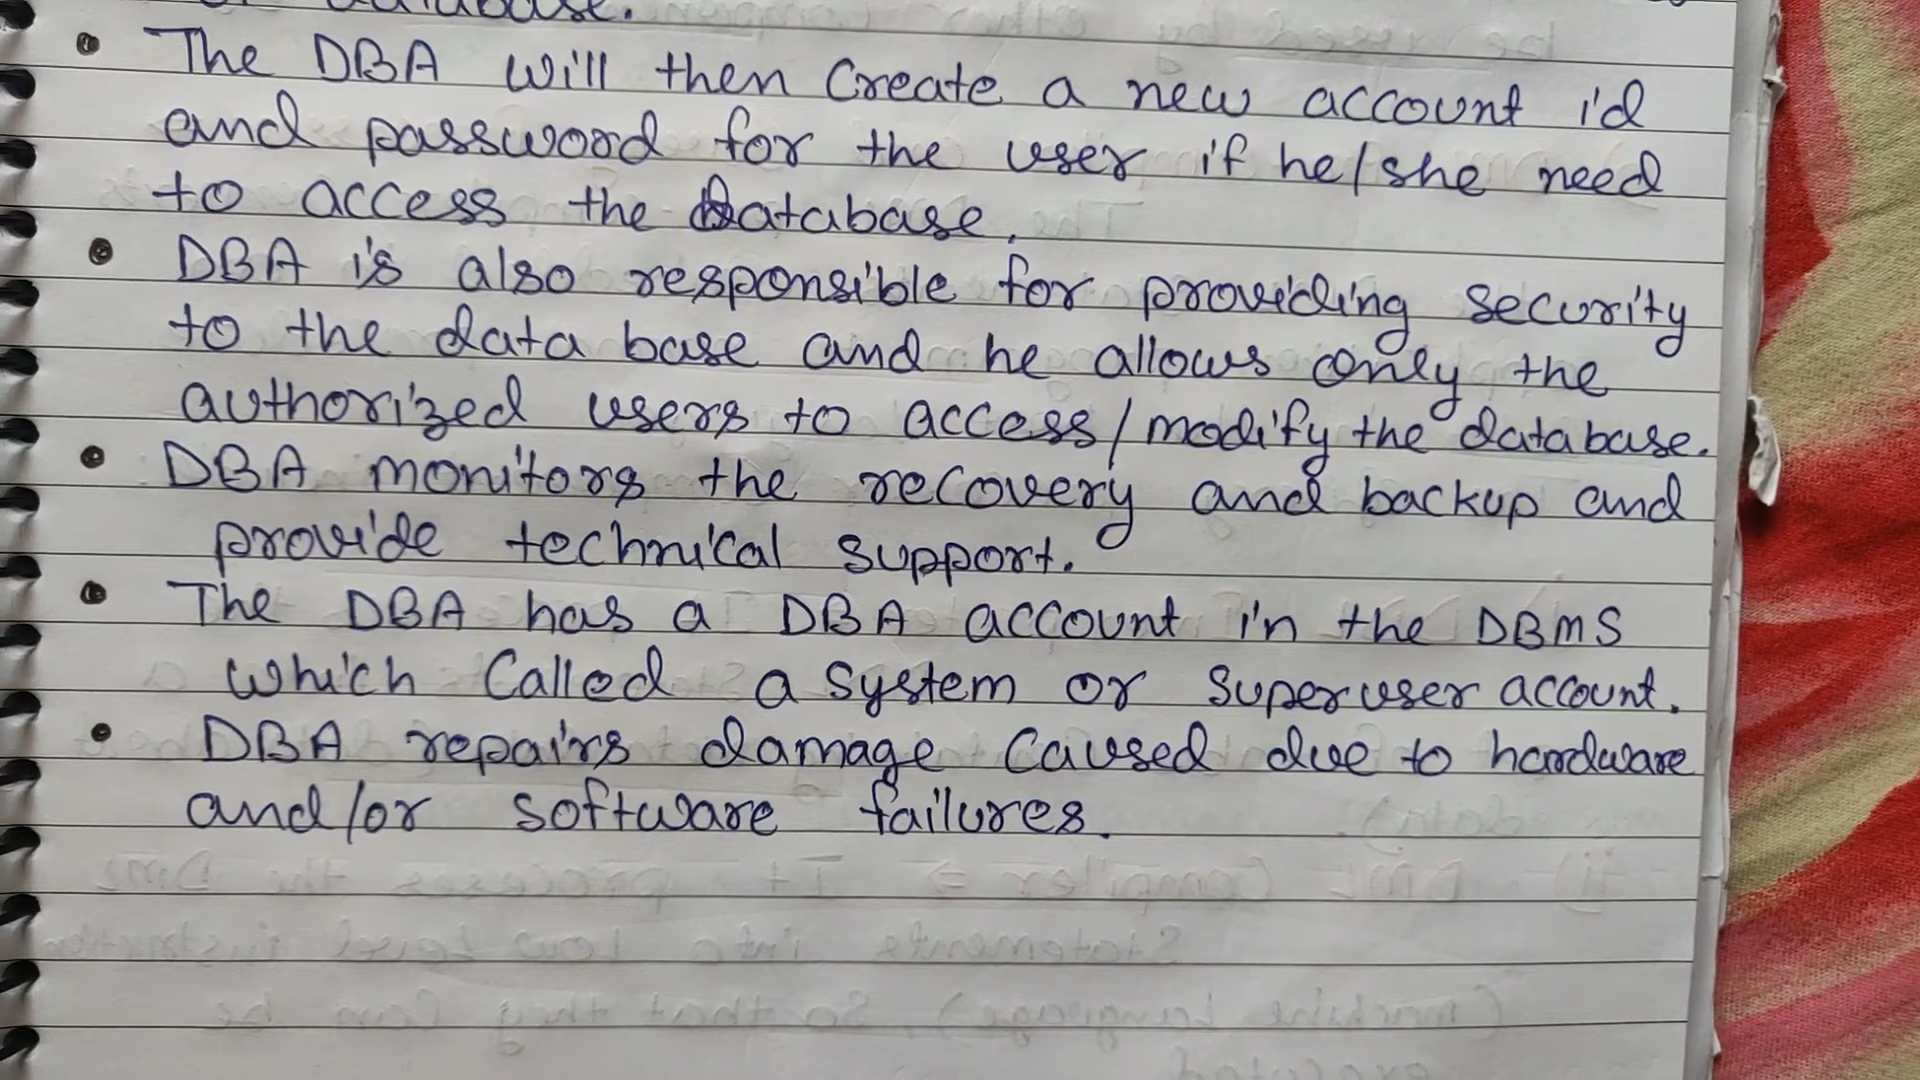 database.
• The DBA will then Create a new account id
and password for the user if he/she need
to access the Database.
• DBA is also responsible for providing security
to the data base and he allows only the
authorized users to access/modify the database.
• DBA monitors the recovery and backup and
provide technical support.
• The DBA has a DBA account in the DBMS
which Called a system or superuser account.
• DBA repairs damage Caused due to hardware
and/or software failures.